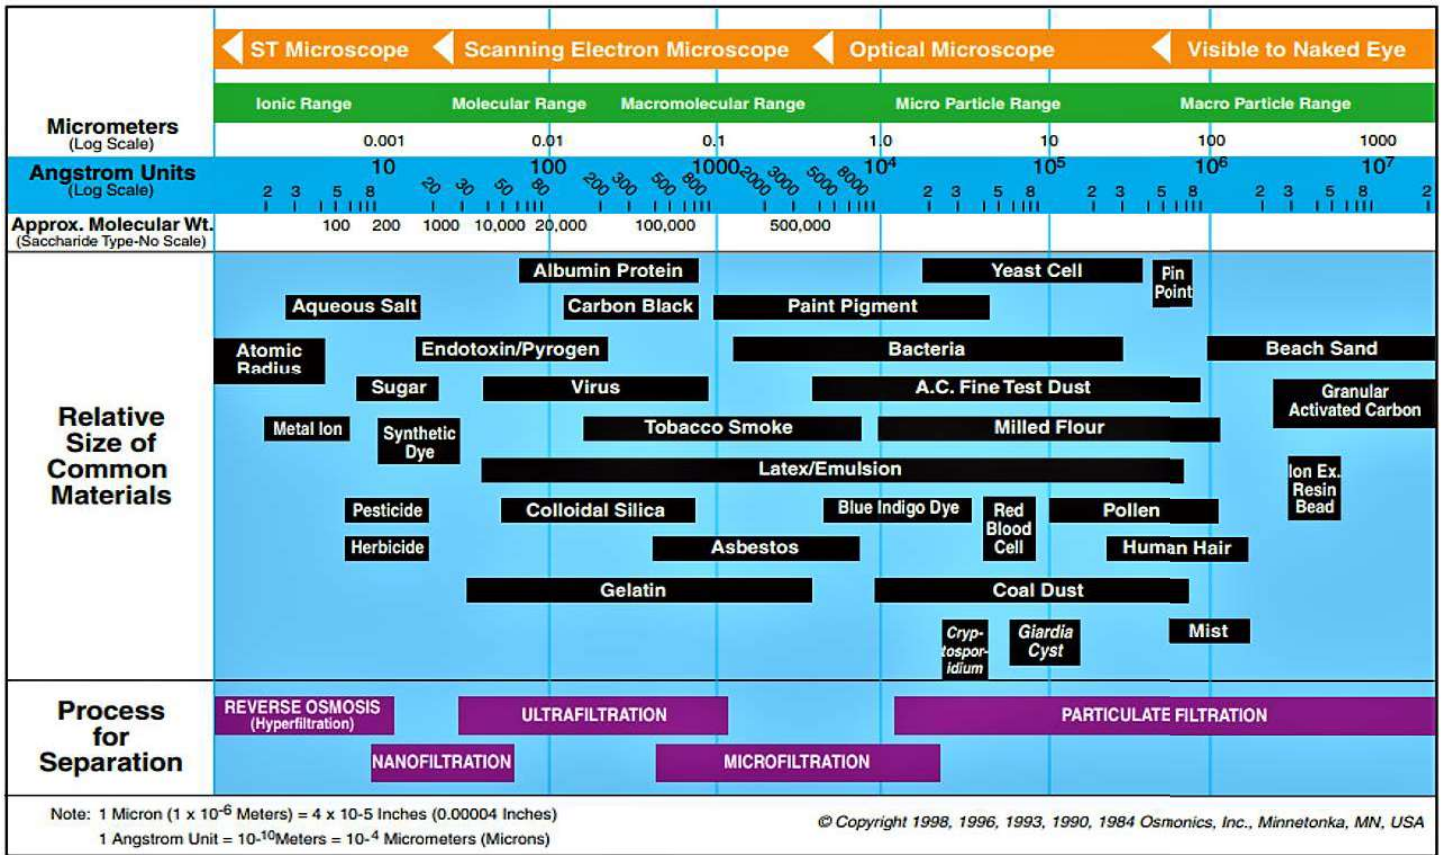 ST Microscope Scanning Electron Microscope Optical Microscope Visible to Naked Eye
Ionic Range Molecular Range Macromolecular Range Micro Particle Range Macro Particle Range
Micrometers
(Log Scale)
0.001 0.01 0.1 1.0 10 100 1000
Angstrom Units
(Log Scale)
10 100 1000 10⁴ 10⁵ 10⁶ 10⁷
2 3 5 8 20 30 50 80 200 300 500 800 2000 3000 5000 8000 2 3 5 8 2 3 5 8 2 3 5 8 2
Approx. Molecular Wt.
(Saccharide Type-No Scale)
100 200 1000 10,000 20,000 100,000 500,000
Relative
Size of
Common
Materials
Albumin Protein Yeast Cell Pin
Point
Aqueous Salt Carbon Black Paint Pigment
Atomic
Radius
Endotoxin/Pyrogen Bacteria Beach Sand
Sugar Virus A.C. Fine Test Dust Granular
Activated Carbon
Metal Ion Synthetic
Dye
Tobacco Smoke Milled Flour
Latex/Emulsion Ion Ex.
Resin
Bead
Pesticide Colloidal Silica Blue Indigo Dye Red
Blood
Cell
Pollen
Herbicide Asbestos Human Hair
Gelatin Coal Dust
Cryp-
tospor-
idium
Giardia
Cyst
Mist
Process
for
Separation
REVERSE OSMOSIS
(Hyperfiltration)
ULTRAFILTRATION PARTICULATE FILTRATION
NANOFILTRATION MICROFILTRATION
Note: 1 Micron (1 x 10⁻⁶ Meters) = 4 x 10-5 Inches (0.00004 Inches)
1 Angstrom Unit = 10-¹⁰Meters = 10-⁴ Micrometers (Microns)
© Copyright 1998, 1996, 1993, 1990, 1984 Osmonics, Inc., Minnetonka, MN, USA